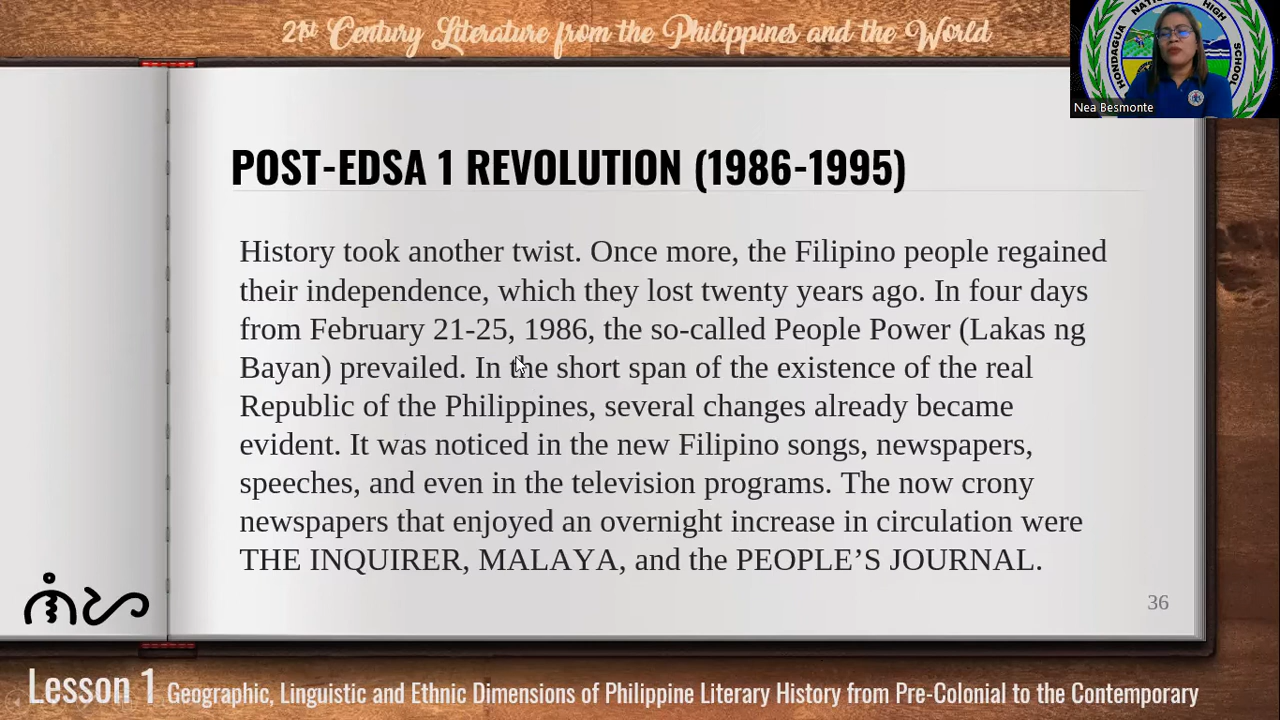 21st Century Literature from the Philippines and the World
HONDAGUA NATIONAL HIGH SCHOOL
Nea Besmonte
POST-EDSA 1 REVOLUTION (1986-1995)
History took another twist. Once more, the Filipino people regained
their independence, which they lost twenty years ago. In four days
from February 21-25, 1986, the so-called People Power (Lakas ng
Bayan) prevailed. In the short span of the existence of the real
Republic of the Philippines, several changes already became
evident. It was noticed in the new Filipino songs, newspapers,
speeches, and even in the television programs. The now crony
newspapers that enjoyed an overnight increase in circulation were
THE INQUIRER, MALAYA, and the PEOPLE’S JOURNAL.
36
Lesson 1 Geographic, Linguistic and Ethnic Dimensions of Philippine Literary History from Pre-Colonial to the Contemporary